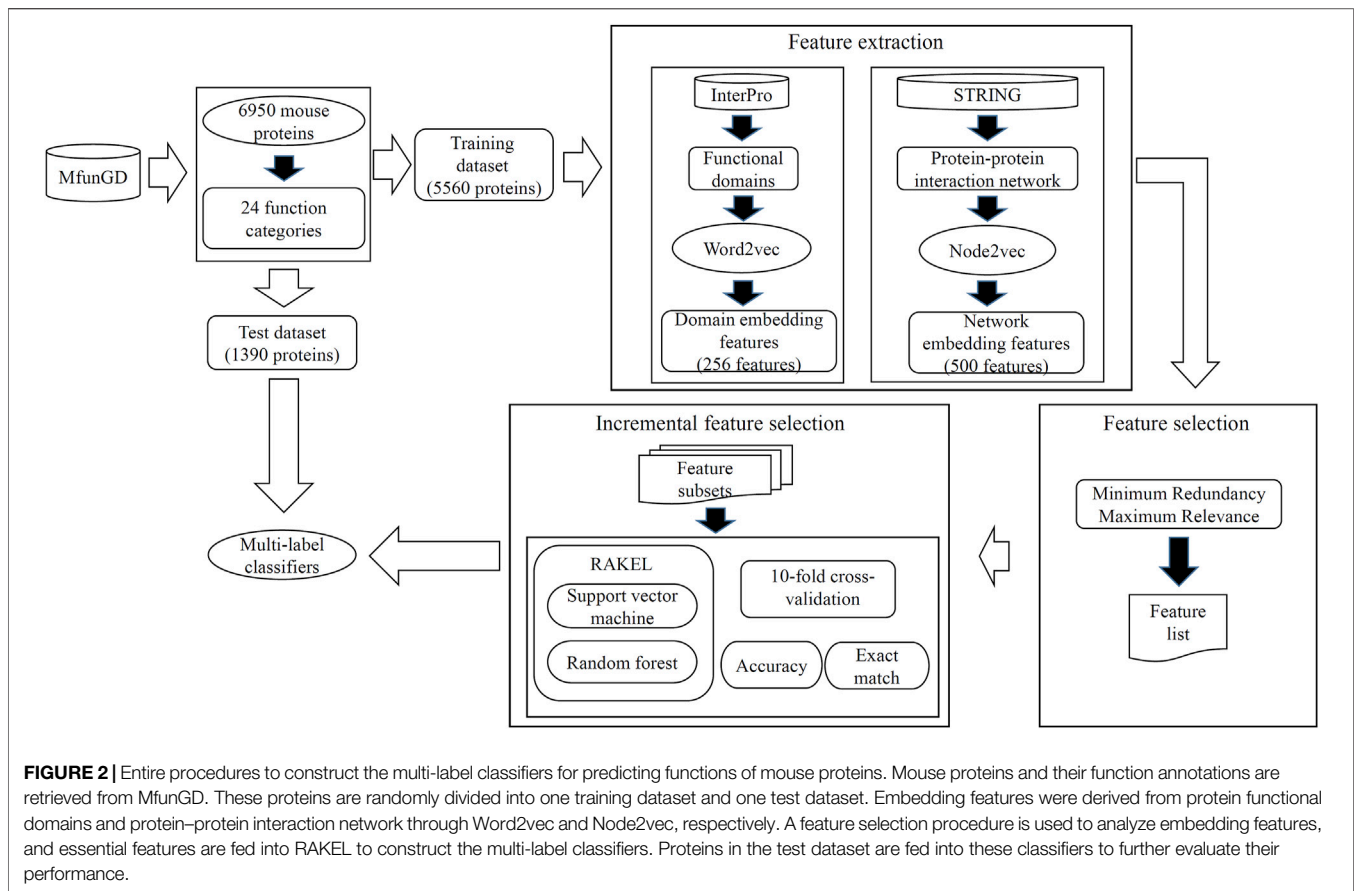 MfunGD
6950 mouse
proteins
24 function
categories
Training
dataset
(5560 proteins)
Test dataset
(1390 proteins)
Feature extraction
InterPro
Functional
domains
Word2vec
Domain embedding
features
(256 features)
STRING
Protein-protein
interaction network
Node2vec
Network
embedding features
(500 features)
Feature selection
Minimum Redundancy
Maximum Relevance
Feature
list
Incremental feature selection
Feature
subsets
RAKEL
Support vector
machine
Random forest
10-fold cross-
validation
Accuracy
Exact
match
Multi-label
classifiers
FIGURE 2 | Entire procedures to construct the multi-label classifiers for predicting functions of mouse proteins. Mouse proteins and their function annotations are
retrieved from MfunGD. These proteins are randomly divided into one training dataset and one test dataset. Embedding features were derived from protein functional
domains and protein–protein interaction network through Word2vec and Node2vec, respectively. A feature selection procedure is used to analyze embedding features,
and essential features are fed into RAKEL to construct the multi-label classifiers. Proteins in the test dataset are fed into these classifiers to further evaluate their
performance.